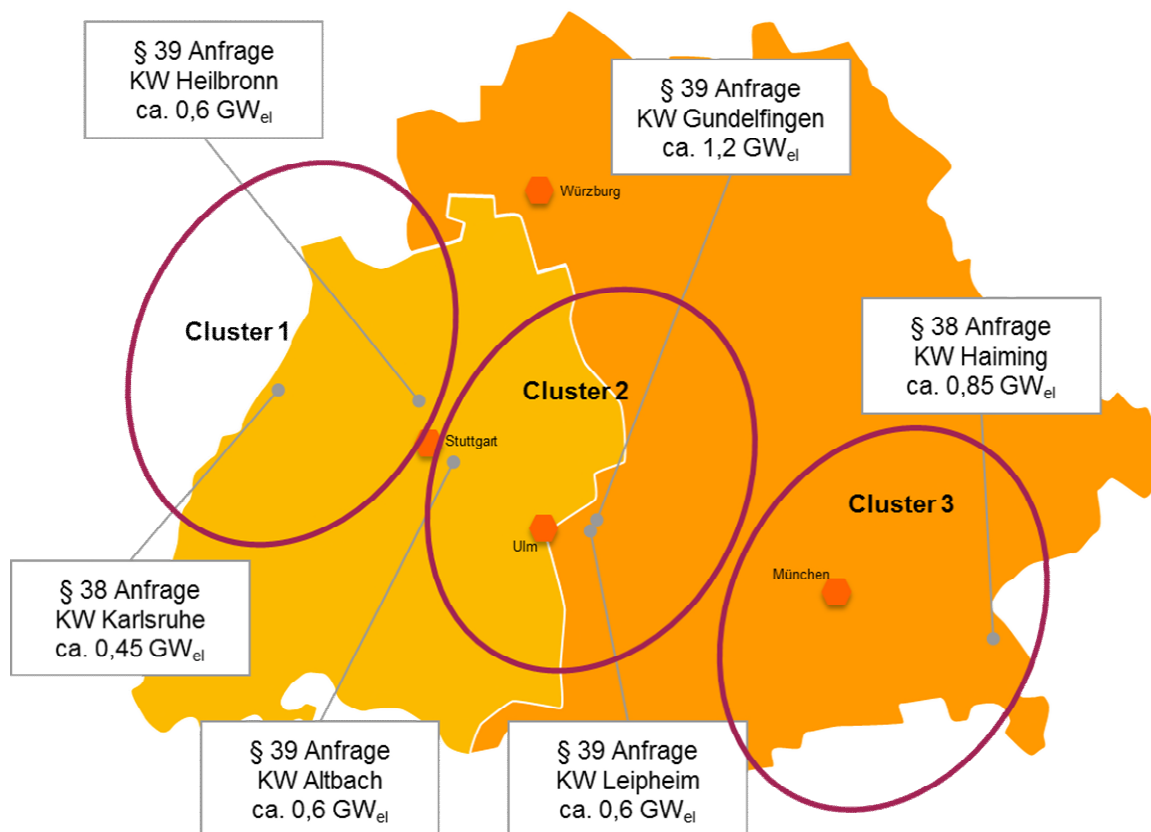 § 39 Anfrage
KW Heilbronn
ca. 0,6 GWel
§ 39 Anfrage
KW Gundelfingen
ca. 1,2 GWel
Würzburg
Cluster 1
§ 38 Anfrage
KW Haiming
ca. 0,85 GWel
Cluster 2
Stuttgart
Cluster 3
Ulm
München
§ 38 Anfrage
KW Karlsruhe
ca. 0,45 GWel
§ 39 Anfrage
KW Altbach
ca. 0,6 GWel
§ 39 Anfrage
KW Leipheim
ca. 0,6 GWel